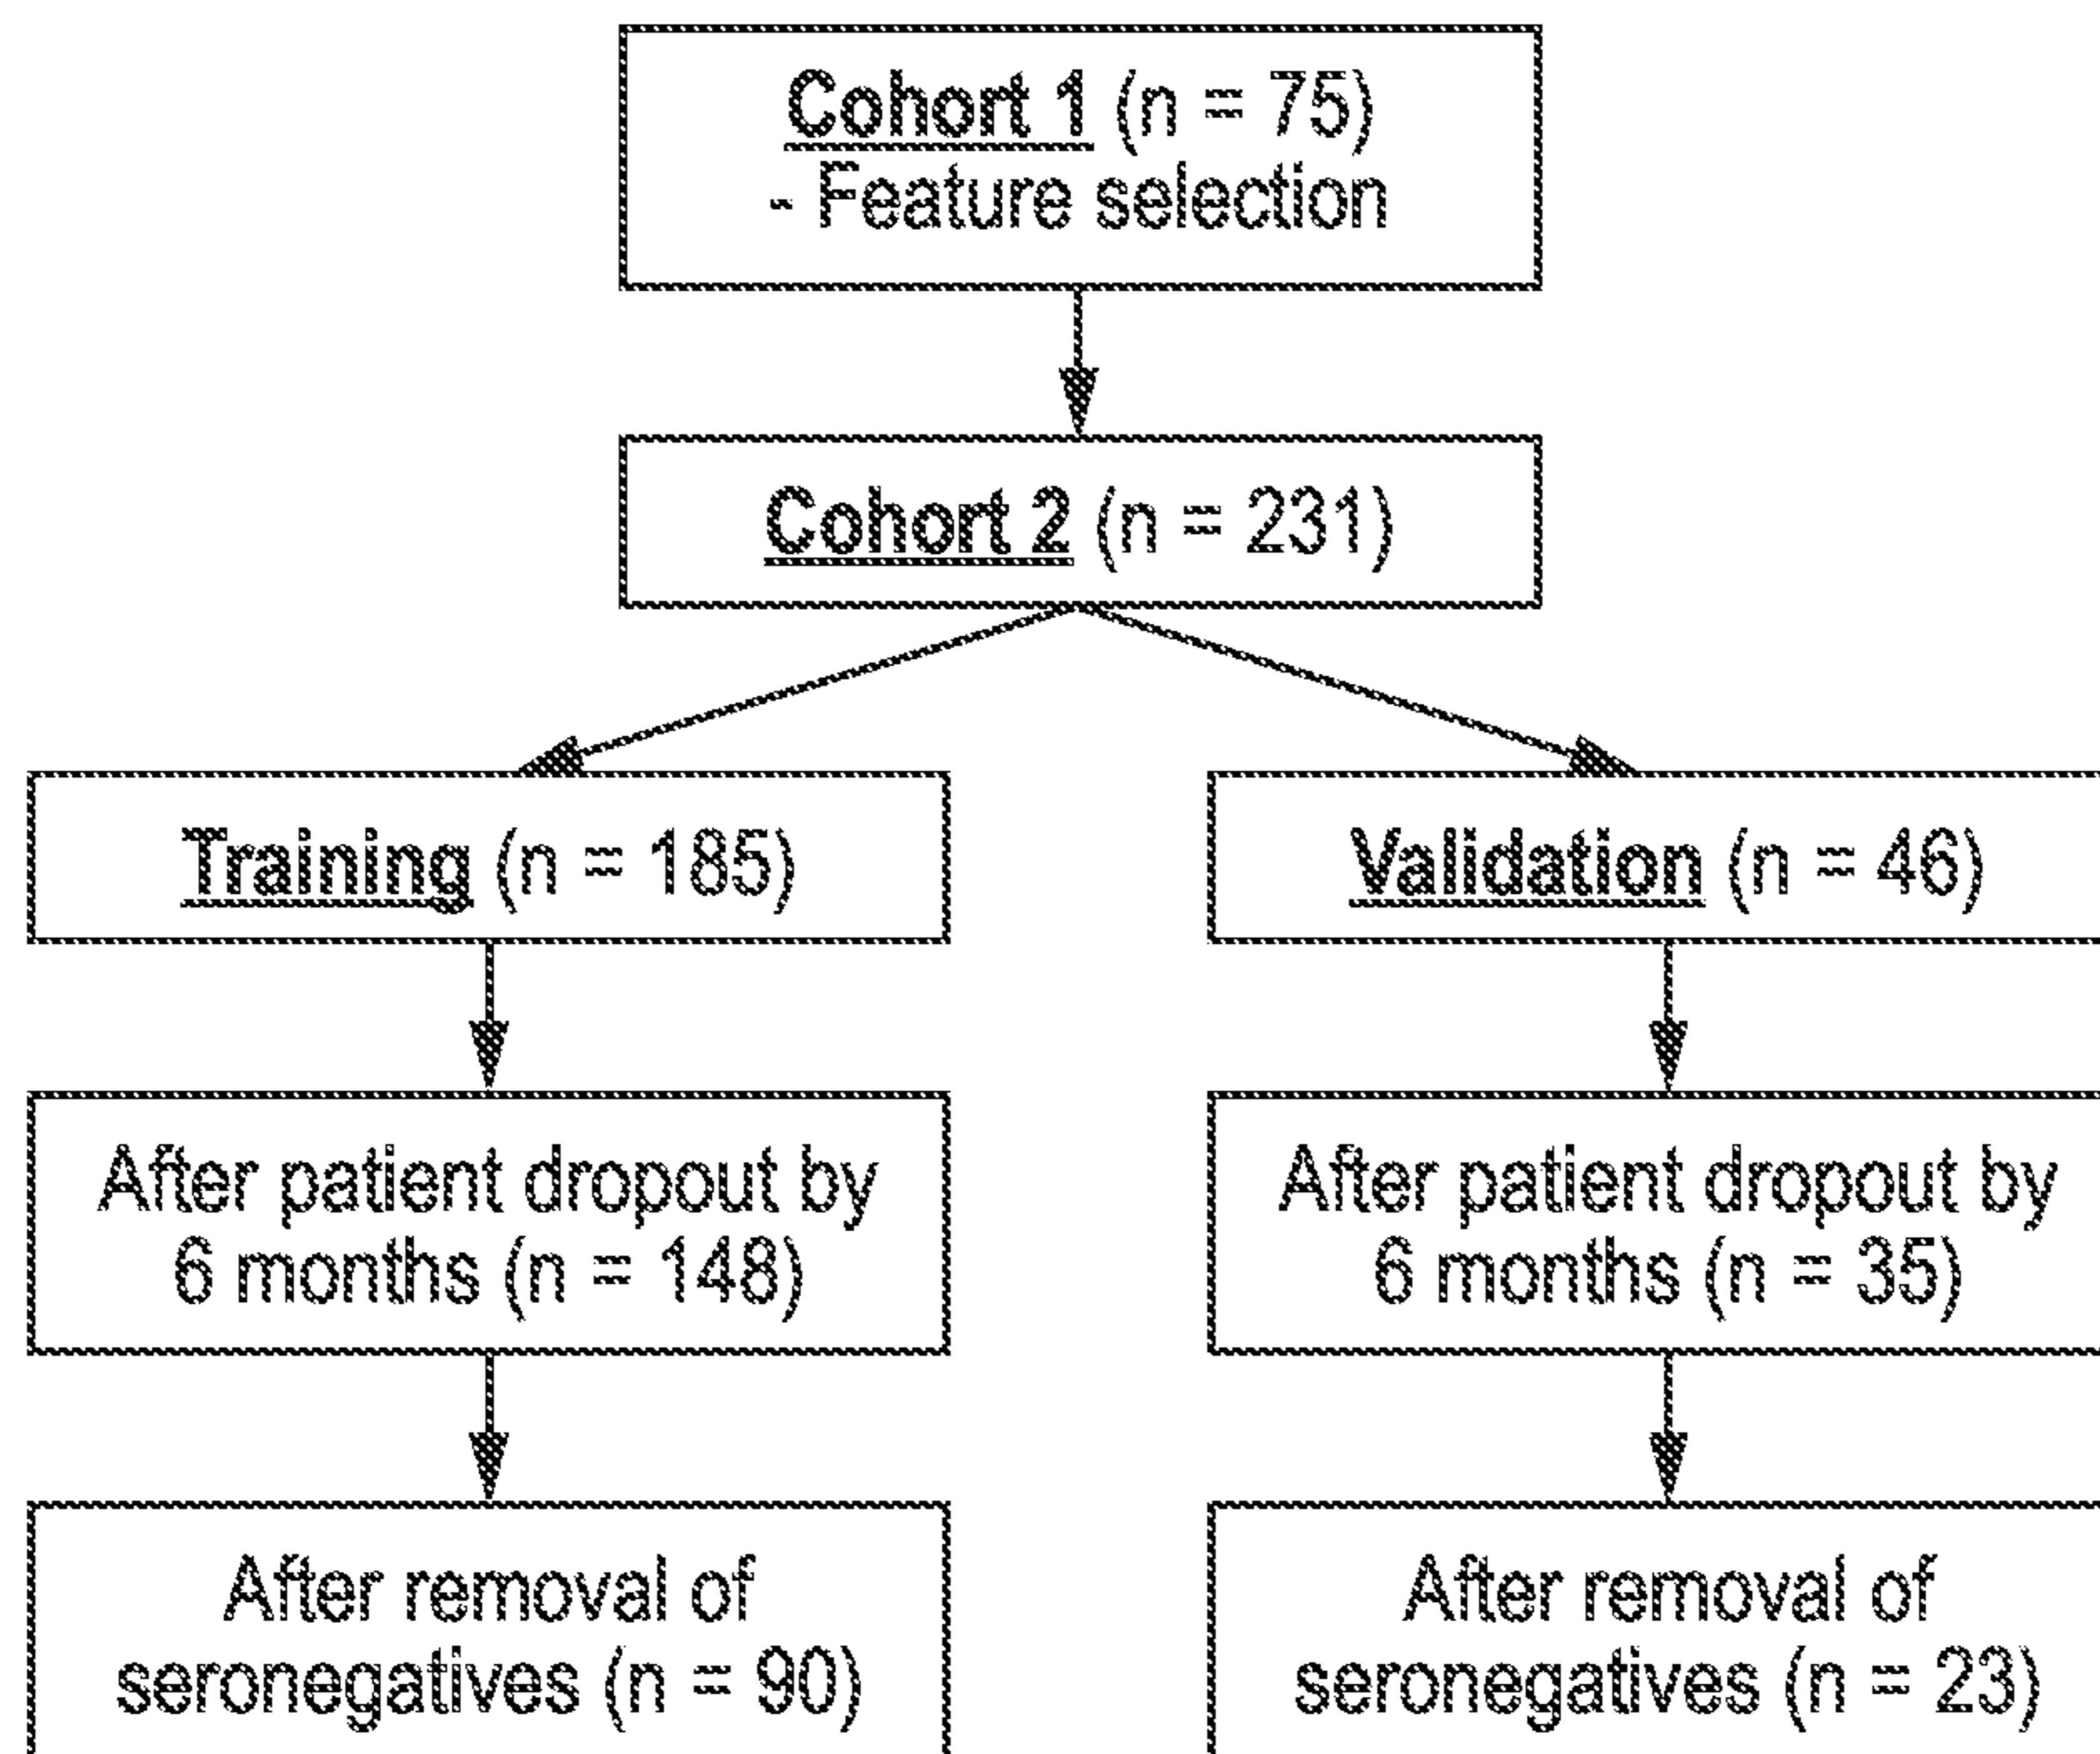 Cohort 1 (n = 75)
- Feature selection
Cohort 2 (n = 231)
Training (n = 185)
Validation (n = 46)
After patient dropout by
6 months (n = 148)
After patient dropout by
6 months (n = 35)
After removal of
seronegatives (n = 90)
After removal of
seronegatives (n = 23)